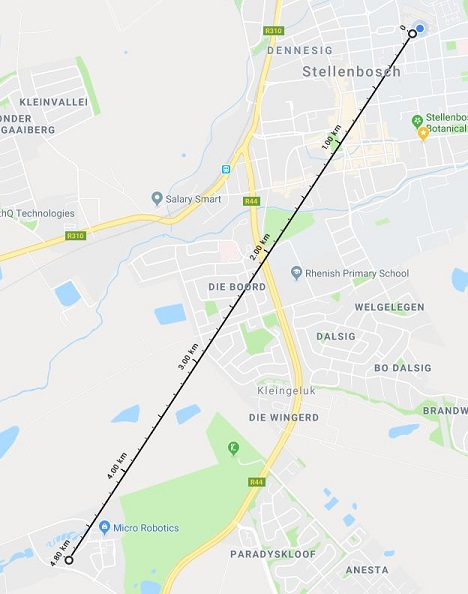 R310
0
DENNESIG
Stellenbosch
KLEINVALLEI
ONDER
GAAIBERG
Stellenbos
Botanical
1.00 km
Salary Smart
R44
thQ Technologies
R310
2.00 km
Rhenish Primary School
DIE BOORD
WELGELEGEN
DALSIG
3.00 km
BO DALSIG
Kleingeluk
BRANDW
DIE WINGERD
4.00 km
R44
Micro Robotics
4.80 km
PARADYSKLOOF
ANESTA